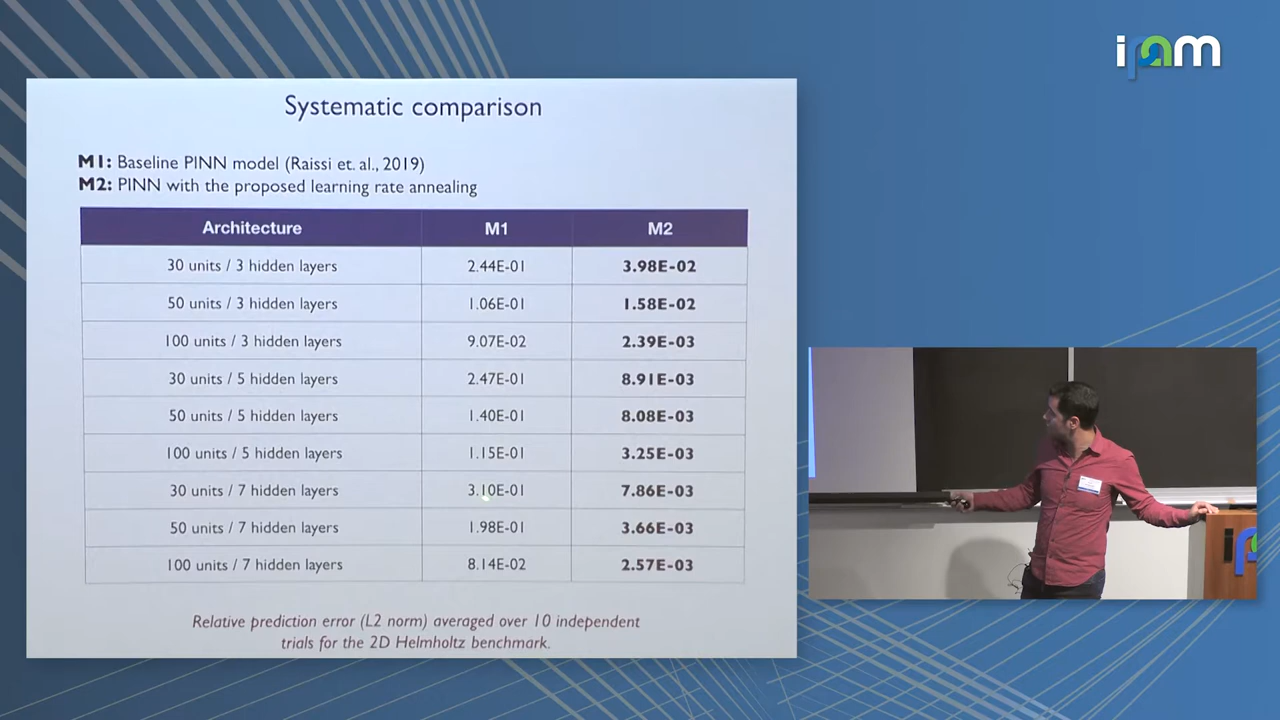 ipam
Systematic comparison
M1: Baseline PINN model (Raissi et. al., 2019)
M2: PINN with the proposed learning rate annealing
Architecture M1 M2
30 units / 3 hidden layers 2.44E-01 3.98E-02
50 units / 3 hidden layers 1.06E-01 1.58E-02
100 units / 3 hidden layers 9.07E-02 2.39E-03
30 units / 5 hidden layers 2.47E-01 8.91E-03
50 units / 5 hidden layers 1.40E-01 8.08E-03
100 units / 5 hidden layers 1.15E-01 3.25E-03
30 units / 7 hidden layers 3.10E-01 7.86E-03
50 units / 7 hidden layers 1.98E-01 3.66E-03
100 units / 7 hidden layers 8.14E-02 2.57E-03
Relative prediction error (L2 norm) averaged over 10 independent
trials for the 2D Helmholtz benchmark.